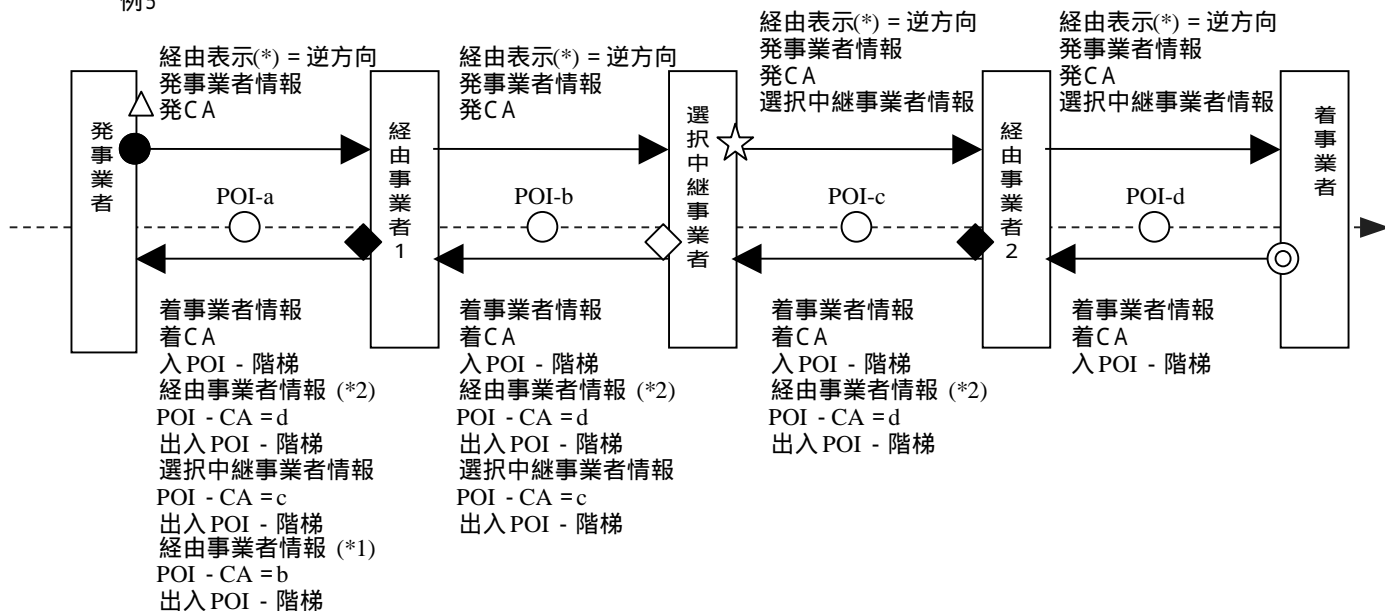 例5
経由表示(*) = 逆方向
発事業者情報
発CA
経由表示(*) = 逆方向
発事業者情報
発CA
経由表示(*) = 逆方向
発事業者情報
発CA
選択中継事業者情報
経由表示(*) = 逆方向
発事業者情報
発CA
選択中継事業者情報
発事業者
経由事業者1
選択中継事業者
経由事業者2
着事業者
POI-a
POI-b
POI-c
POI-d
着事業者情報
着CA
入POI - 階梯
経由事業者情報 (*2)
POI - CA =d
出入POI - 階梯
選択中継事業者情報
POI - CA =c
出入POI - 階梯
経由事業者情報 (*1)
POI - CA =b
出入POI - 階梯
着事業者情報
着CA
入POI - 階梯
経由事業者情報 (*2)
POI - CA =d
出入POI - 階梯
選択中継事業者情報
POI - CA =c
出入POI - 階梯
着事業者情報
着CA
入POI - 階梯
経由事業者情報 (*2)
POI - CA =d
出入POI - 階梯
着事業者情報
着CA
入POI - 階梯